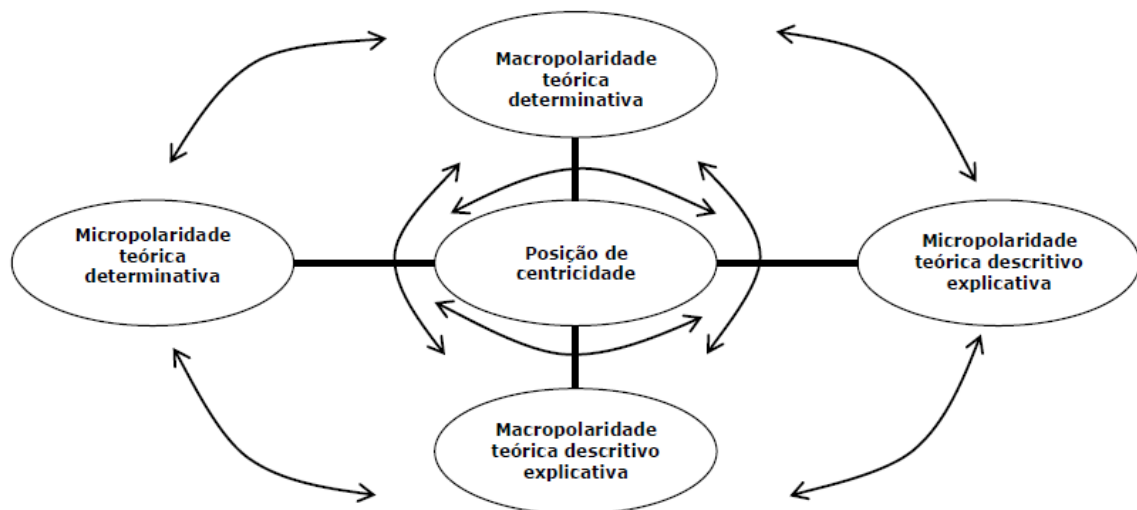 Macropolaridade
teórica
determinativa
Micropolaridade
teórica
determinativa
Posição de
centricidade
Micropolaridade
teórica descritivo
explicativa
Macropolaridade
teórica descritivo
explicativa